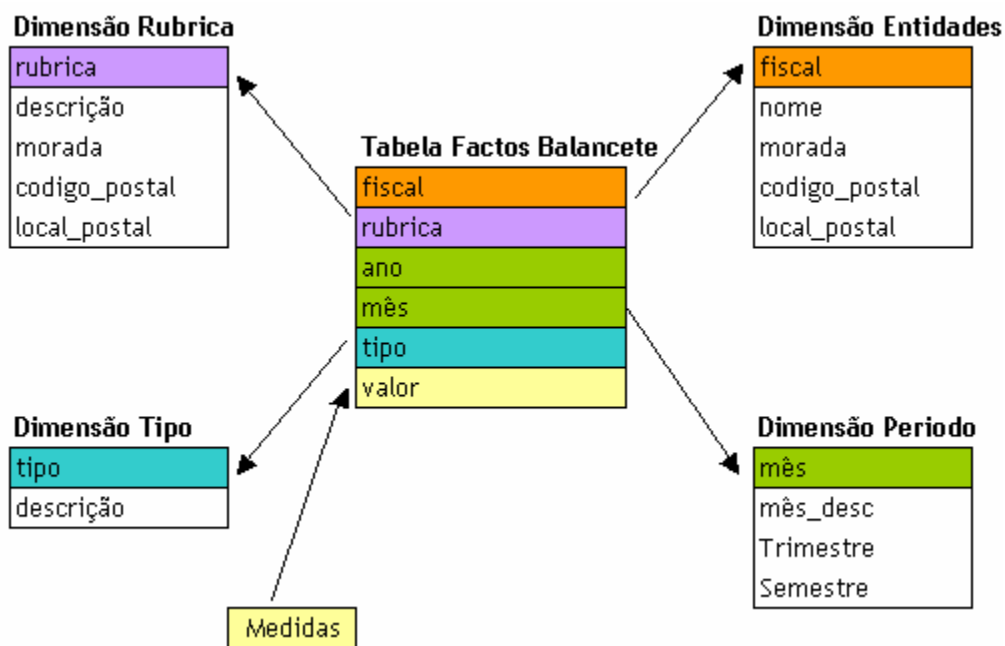 Dimensão Rubrica
rubrica
descrição
morada
codigo_postal
local_postal
Dimensão Entidades
fiscal
nome
morada
codigo_postal
local_postal
Tabela Factos Balancete
fiscal
rubrica
ano
mês
tipo
valor
Dimensão Tipo
tipo
descrição
Dimensão Periodo
mês
mês_desc
Trimestre
Semestre
Medidas